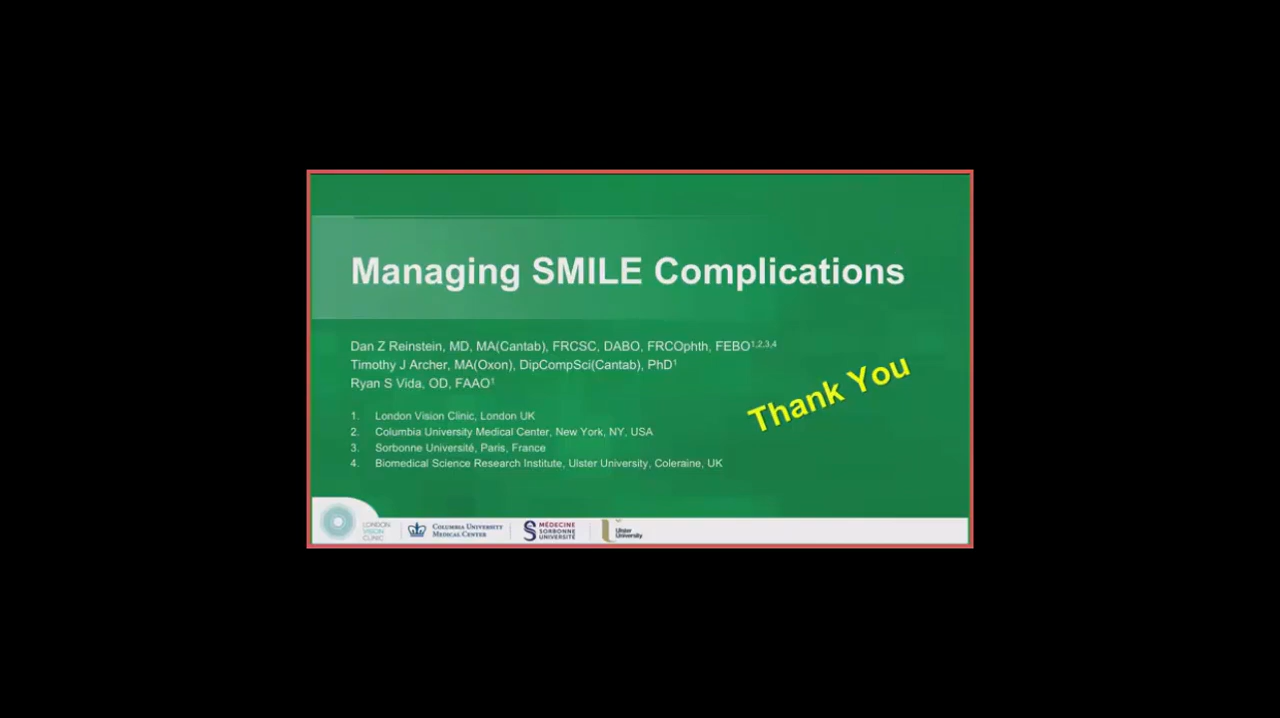 Managing SMILE Complications
Dan Z Reinstein, MD, MA(Cantab), FRCSC, DABO, FRCOphth, FEBO1,2,3,4
Timothy J Archer, MA(Oxon), DipCompSci(Cantab), PhD1
Ryan S Vida, OD, FAAO1
Thank You
1. London Vision Clinic, London UK
2. Columbia University Medical Center, New York, NY, USA
3. Sorbonne Université, Paris, France
4. Biomedical Science Research Institute, Ulster University, Coleraine, UK
LONDON
VISION
CLINIC
COLUMBIA UNIVERSITY
MEDICAL CENTER
MÉDECINE
SORBONNE
UNIVERSITÉ
Ulster
University